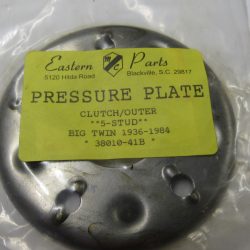 Eastern Parts
5120 Hilda Road Blackville, S.C. 29817
PRESSURE PLATE
CLUTCH/OUTER
**5-STUD**
BIG TWIN 1936-1984
* 38010-41B *